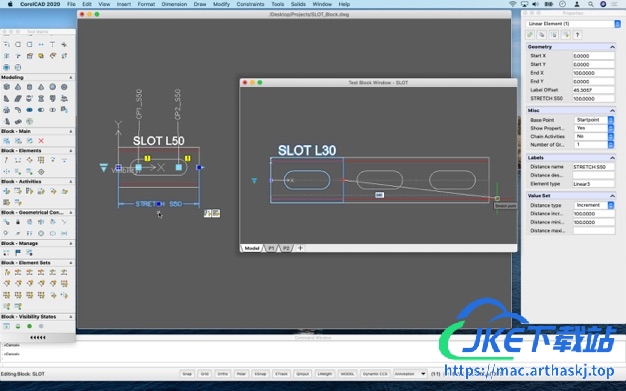 CorelCAD 2020 File Edit View Insert Format Dimension Draw Modify Constraints Tools Solids Window Help
/Desktop/Projects/SLOT_Block.dwg
Modeling
Block - Main
Block - Elements
Block - Activities
Block - Geometrical Con...
Block - Manage
Block - Element Sets
Block - Visibility States
CP1_S50
CP2_S50
SLOT L50
STRETCH S50
Test Block Window - SLOT
SLOT L30
Model P1 P2 +
Properties
Linear Element (1)
Geometry
Start X 0.0000
Start Y 0.0000
End X 100.0000
End Y 0.0000
Label Offset 45.3057
STRETCH S50 100.0000
Misc
Base Point Startpoint
Show Propert... Yes
Chain Activities No
Number of Gr... 1
Labels
Distance name STRETCH S50
Distance des...
Element type Linear3
Value Set
Distance type Increment
Distance incr... 100.0000
Distance mini... 100.0000
Distance maxi...
Command Window
Editing Block: SLOT
Snap Grid Ortho Polar ESnap ETrack QInput LWeight MODEL Dynamic CCS Annotation (1:1)
JKE下载站
https://mac.arthaskj.top